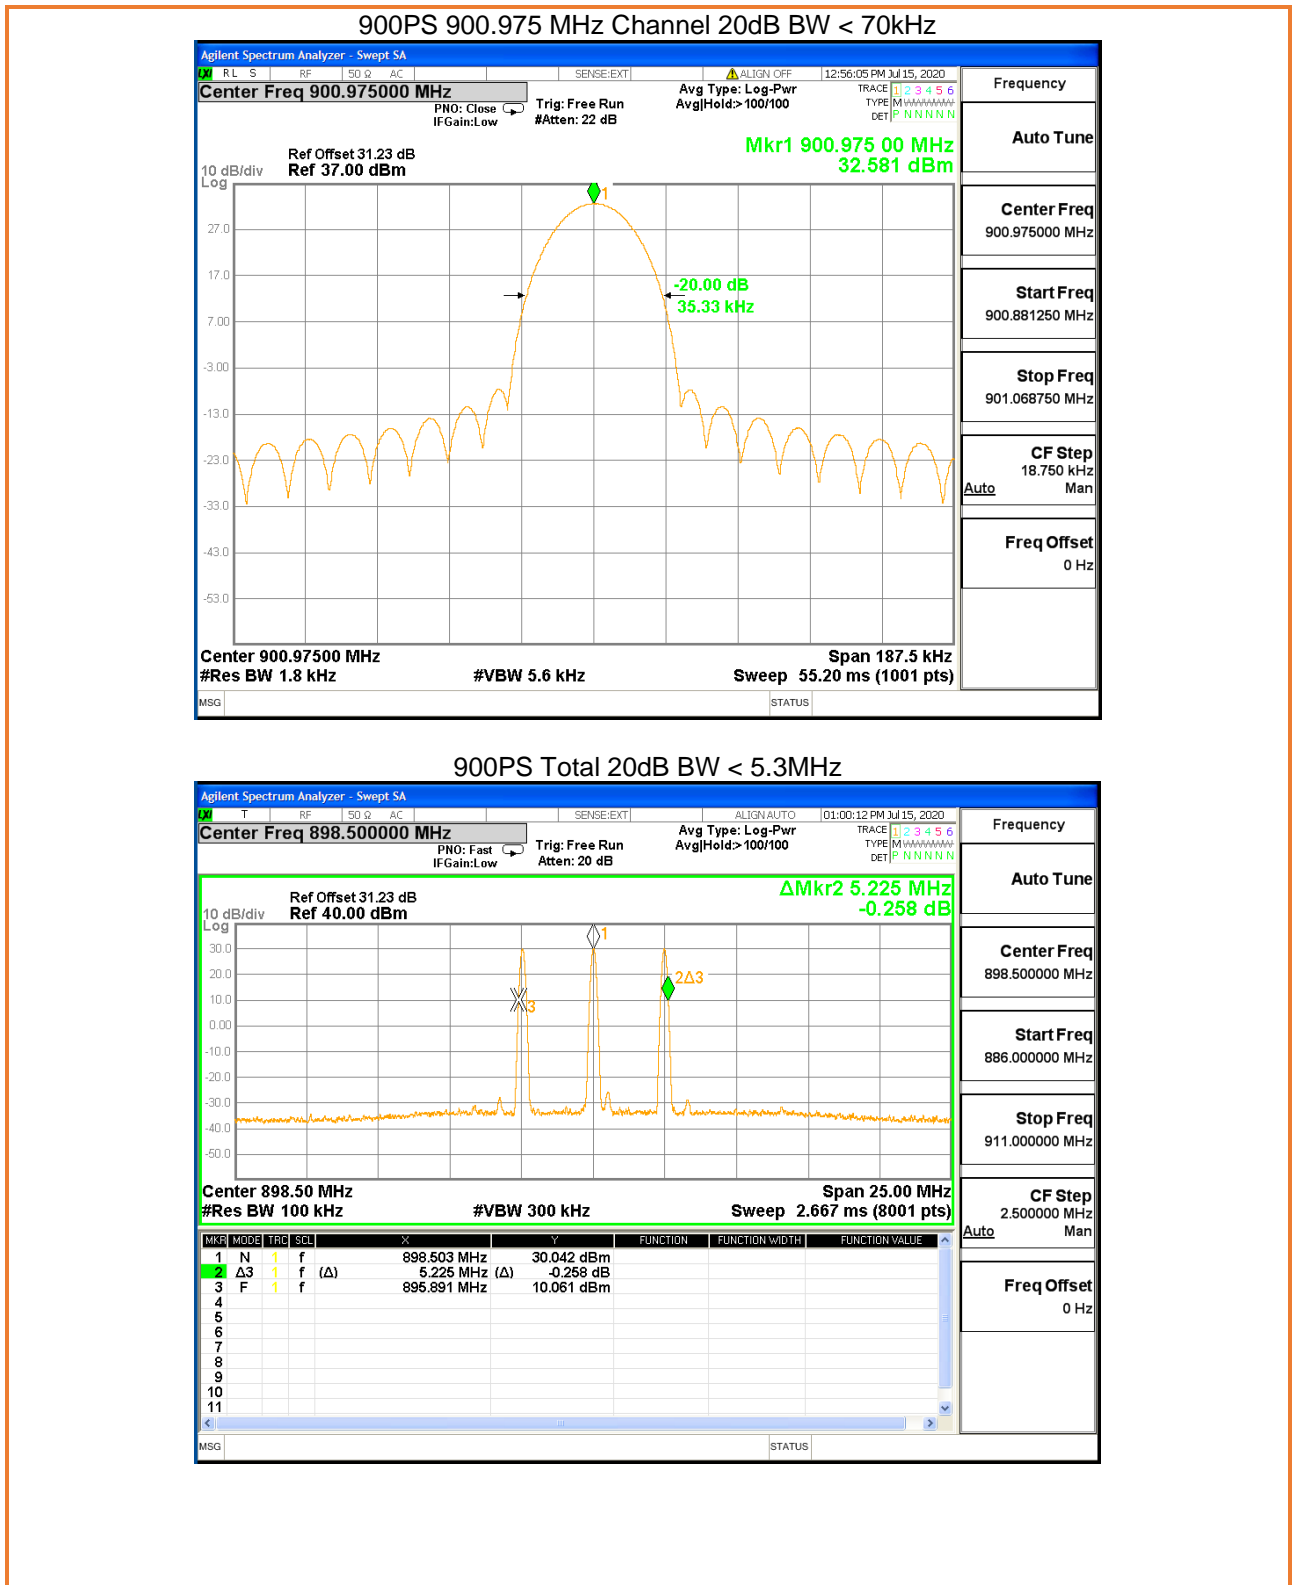 900PS 900.975 MHz Channel 20dB BW < 70kHz
Agilent Spectrum Analyzer - Swept SA
LXI RL S RF 50 Ω AC SENSE:EXT ALIGN OFF 12:56:05 PM Jul 15, 2020
Center Freq 900.975000 MHz
PNO: Close
IFGain:Low
Trig: Free Run
#Atten: 22 dB
Avg Type: Log-Pwr
Avg|Hold:>100/100
TRACE 1 2 3 4 5 6
TYPE M
DET P N N N N N
Mkr1 900.975 00 MHz
32.581 dBm
Ref Offset 31.23 dB
10 dB/div Ref 37.00 dBm
Log
1
27.0
17.0
7.00
-3.00
-13.0
-23.0
-33.0
-43.0
-53.0
-20.00 dB
35.33 kHz
Center 900.97500 MHz Span 187.5 kHz
#Res BW 1.8 kHz #VBW 5.6 kHz Sweep 55.20 ms (1001 pts)
MSG STATUS
Frequency
Auto Tune
Center Freq
900.975000 MHz
Start Freq
900.881250 MHz
Stop Freq
901.068750 MHz
CF Step
18.750 kHz
Auto Man
Freq Offset
0 Hz
900PS Total 20dB BW < 5.3MHz
Agilent Spectrum Analyzer - Swept SA
LXI T RF 50 Ω AC SENSE:EXT ALIGN AUTO 01:00:12 PM Jul 15, 2020
Center Freq 898.500000 MHz
PNO: Fast
IFGain:Low
Trig: Free Run
Atten: 20 dB
Avg Type: Log-Pwr
Avg|Hold:>100/100
TRACE 1 2 3 4 5 6
TYPE M
DET P N N N N N
ΔMkr2 5.225 MHz
-0.258 dB
Ref Offset 31.23 dB
10 dB/div Ref 40.00 dBm
Log
1
2Δ3
3
30.0
20.0
10.0
0.00
-10.0
-20.0
-30.0
-40.0
-50.0
Center 898.50 MHz Span 25.00 MHz
#Res BW 100 kHz #VBW 300 kHz Sweep 2.667 ms (8001 pts)
MKR MODE TRC SCL X Y FUNCTION FUNCTION WIDTH FUNCTION VALUE
1 N 1 f 898.503 MHz 30.042 dBm
2 Δ3 1 f (Δ) 5.225 MHz (Δ) -0.258 dB
3 F 1 f 895.891 MHz 10.061 dBm
4
5
6
7
8
9
10
11
MSG STATUS
Frequency
Auto Tune
Center Freq
898.500000 MHz
Start Freq
886.000000 MHz
Stop Freq
911.000000 MHz
CF Step
2.500000 MHz
Auto Man
Freq Offset
0 Hz